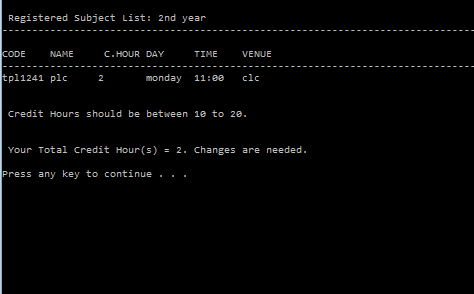 Registered Subject List: 2nd year
--------------------------------------------------------------------------------
CODE NAME C.HOUR DAY TIME VENUE
--------------------------------------------------------------------------------
tpl1241 plc 2 monday 11:00 clc
Credit Hours should be between 10 to 20.
Your Total Credit Hour(s) = 2. Changes are needed.
Press any key to continue . . .